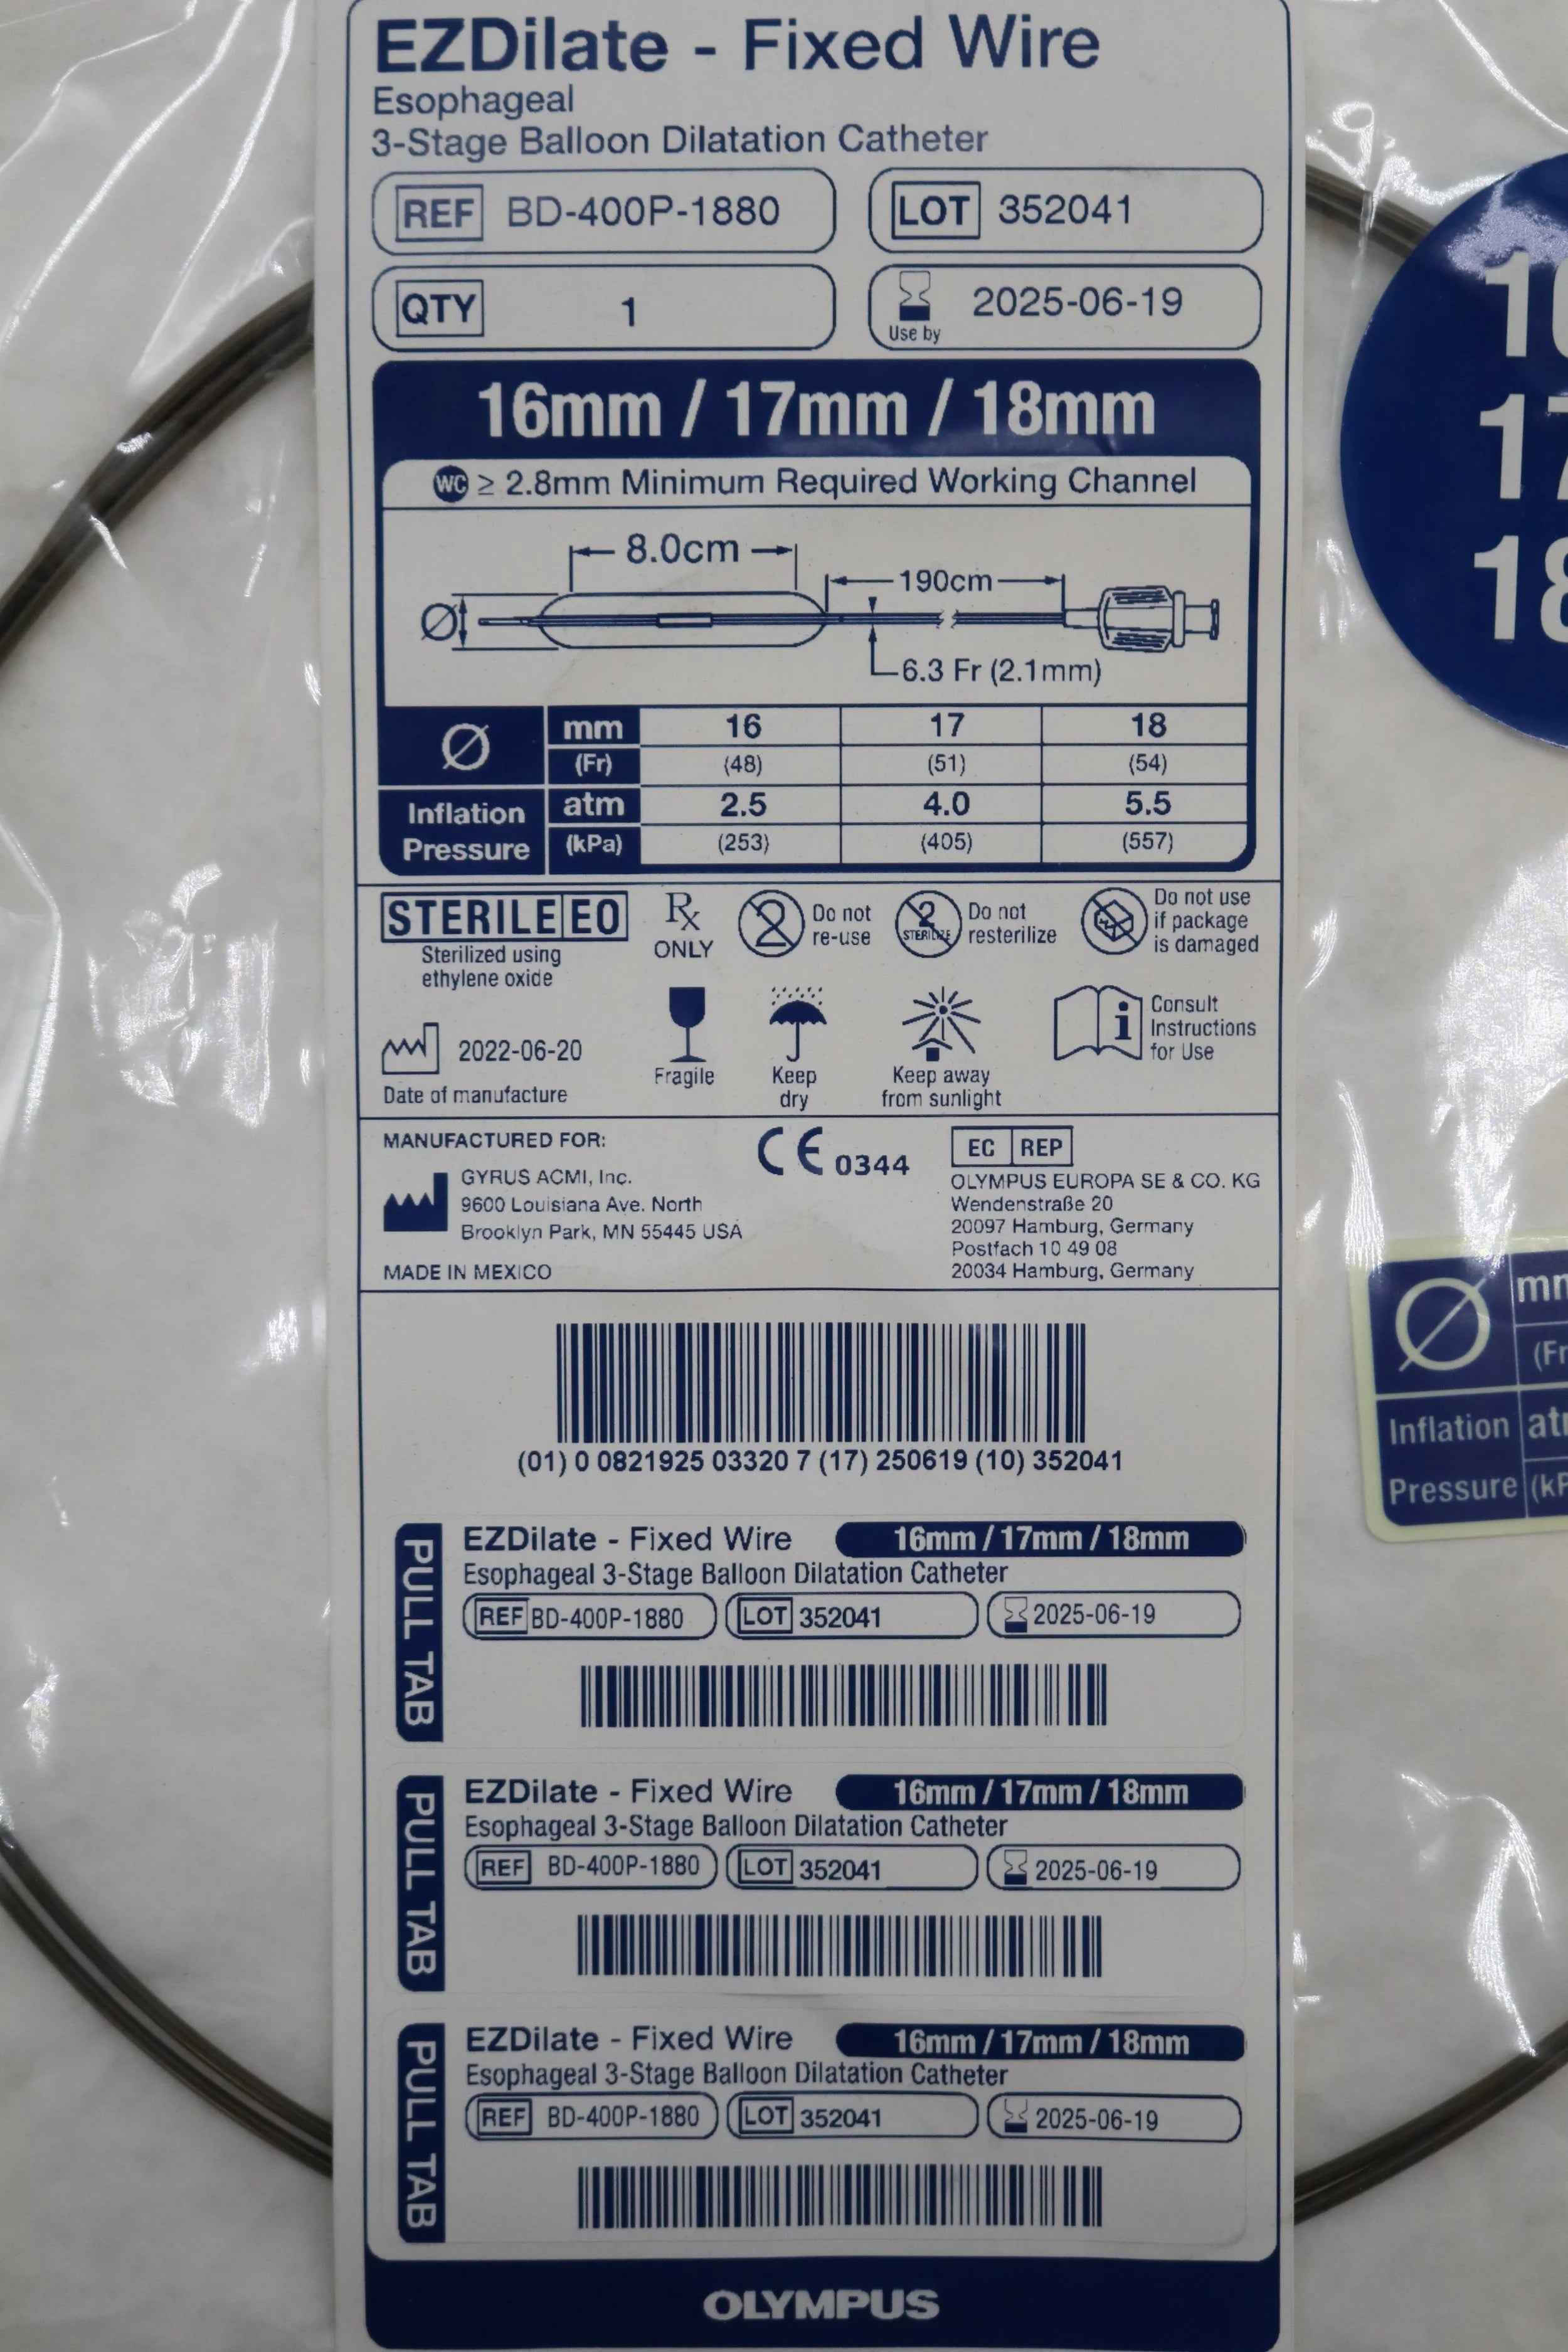 EZDilate - Fixed Wire
Esophageal
3-Stage Balloon Dilatation Catheter
REF BD-400P-1880
LOT 352041
QTY 1
Use by 2025-06-19
16mm / 17mm / 18mm
WC ≥ 2.8mm Minimum Required Working Channel
8.0cm
190cm
Ø
6.3 Fr (2.1mm)
Ø mm 16 17 18
(Fr) (48) (51) (54)
Inflation Pressure atm 2.5 4.0 5.5
(kPa) (253) (405) (557)
STERILE EO
Sterilized using
ethylene oxide
Rx
ONLY
2 Do not
re-use
2 STERILIZE Do not
resterilize
Do not use
if package
is damaged
2022-06-20
Date of manufacture
Fragile
Keep
dry
Keep away
from sunlight
i Consult
Instructions
for Use
MANUFACTURED FOR:
GYRUS ACMI, Inc.
9600 Louisiana Ave. North
Brooklyn Park, MN 55445 USA
MADE IN MEXICO
CE 0344
EC REP
OLYMPUS EUROPA SE & CO. KG
Wendenstraße 20
20097 Hamburg, Germany
Postfach 10 49 08
20034 Hamburg, Germany
(01) 0 0821925 03320 7 (17) 250619 (10) 352041
PULL TAB
EZDilate - Fixed Wire 16mm / 17mm / 18mm
Esophageal 3-Stage Balloon Dilatation Catheter
REF BD-400P-1880 LOT 352041 2025-06-19
PULL TAB
EZDilate - Fixed Wire 16mm / 17mm / 18mm
Esophageal 3-Stage Balloon Dilatation Catheter
REF BD-400P-1880 LOT 352041 2025-06-19
PULL TAB
EZDilate - Fixed Wire 16mm / 17mm / 18mm
Esophageal 3-Stage Balloon Dilatation Catheter
REF BD-400P-1880 LOT 352041 2025-06-19
OLYMPUS
17
18
Ø
Inflation
Pressure